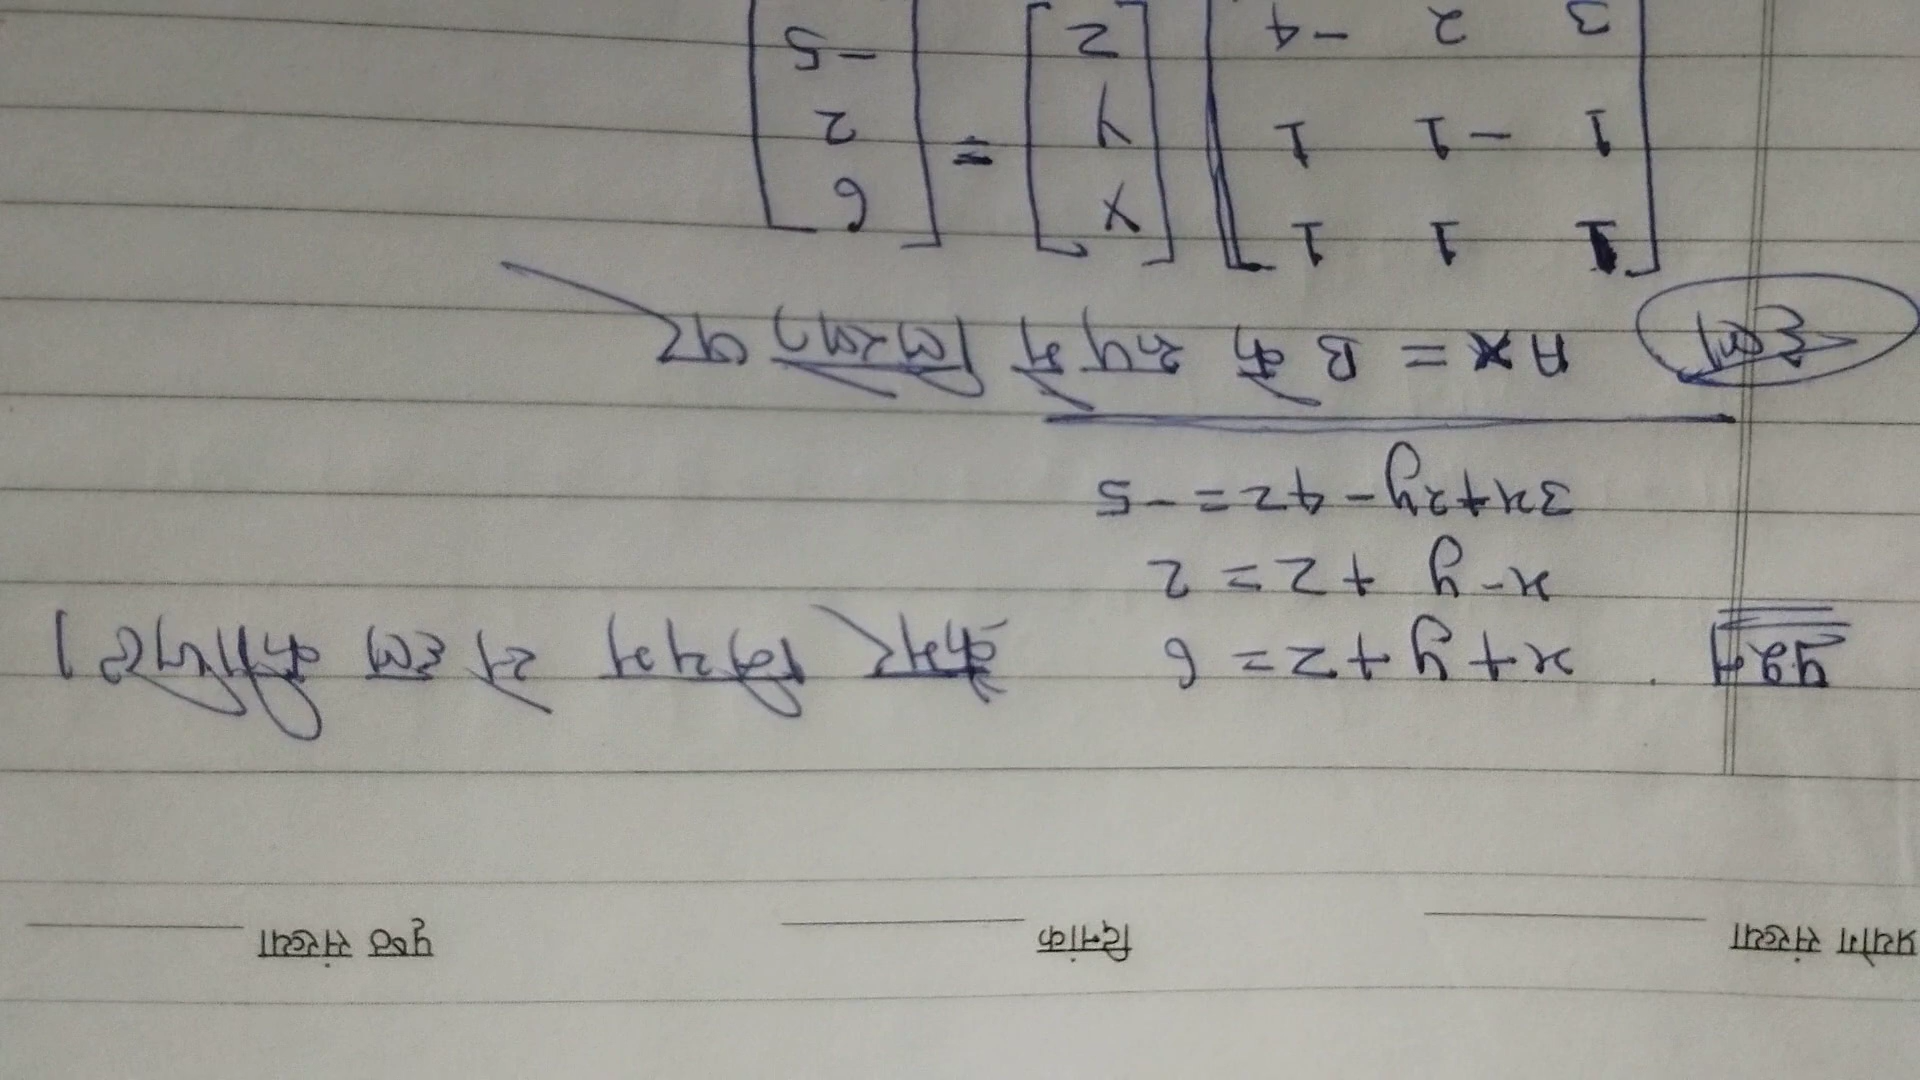 प्रयोग संख्या दिनांक पृष्ठ संख्या
प्रश्न x+y+z=6 क्रेमर नियम से हल कीजिए।
x-y+z=2
3x+2y-4z=-5
हल AX = B के रूप में लिखने पर
1 1 1 X 6
1 -1 1 Y = 2
3 2 -4 Z -5